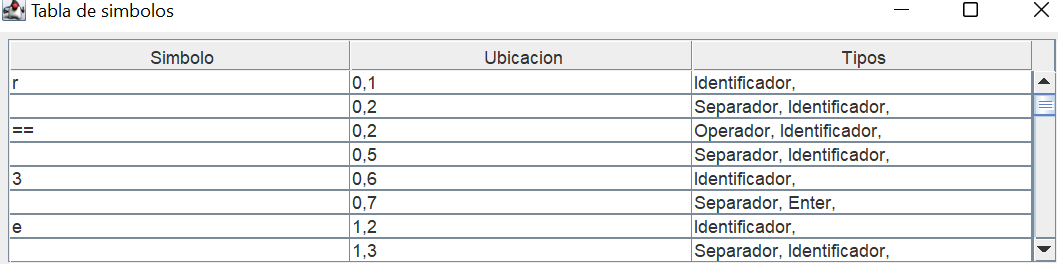 Tabla de simbolos
Simbolo Ubicacion Tipos
r 0,1 Identificador,
0,2 Separador, Identificador,
== 0,2 Operador, Identificador,
0,5 Separador, Identificador,
3 0,6 Identificador,
0,7 Separador, Enter,
e 1,2 Identificador,
1,3 Separador, Identificador,